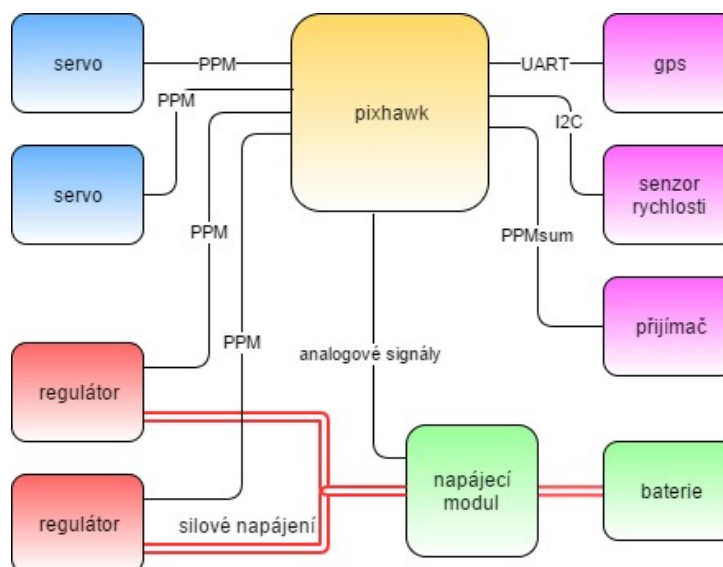 servo
PPM
pixhawk
UART
gps
PPM
I2C
servo
senzor
rychlosti
PPM
PPMsum
přijímač
PPM
analogové signály
regulátor
napájecí
modul
baterie
regulátor
silové napájení